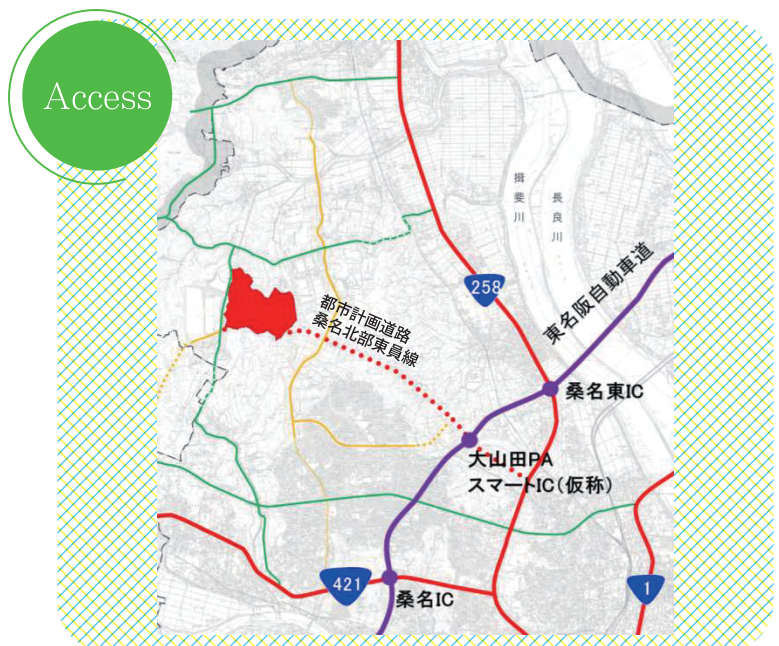 Access
揖斐川
長良川
東名阪自動車道
258
都市計画道路
桑名北部東員線
桑名東IC
大山田PA
スマートIC(仮称)
421
桑名IC
1